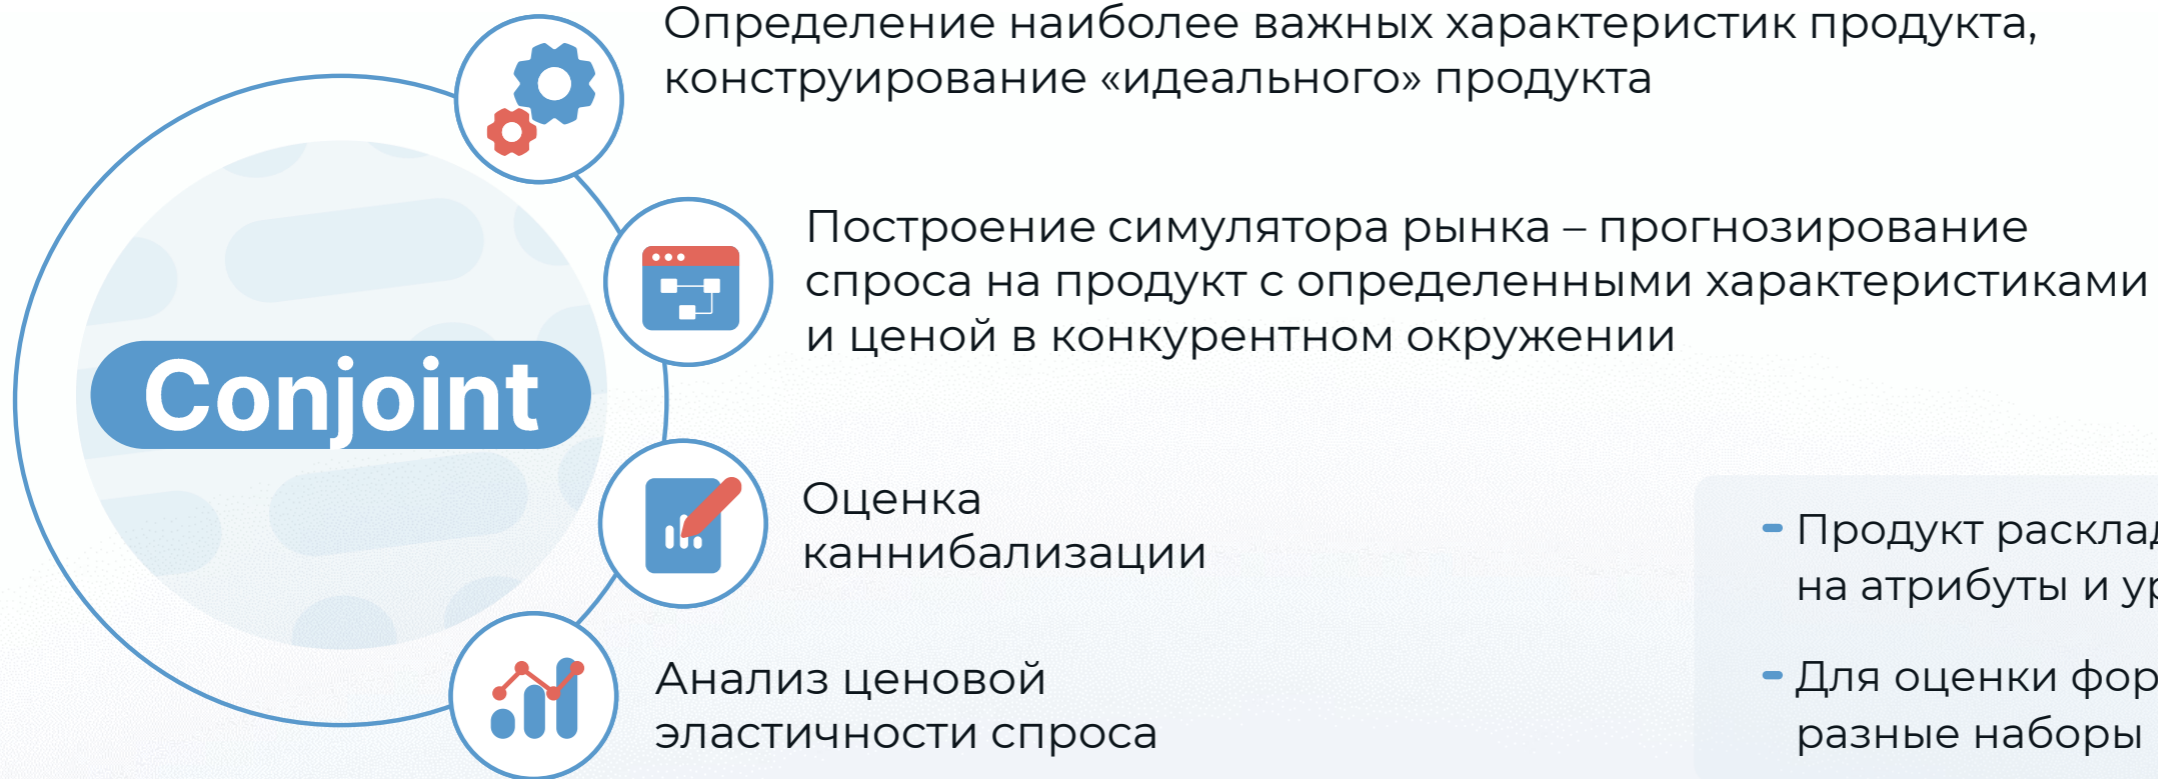 Определение наиболее важных характеристик продукта,
конструирование «идеального» продукта
Построение симулятора рынка – прогнозирование
спроса на продукт с определенными характеристиками
и ценой в конкурентном окружении
Conjoint
Оценка
каннибализации
Анализ ценовой
эластичности спроса
- Продукт
на атрибуты и
- Для оценки
разные наборы